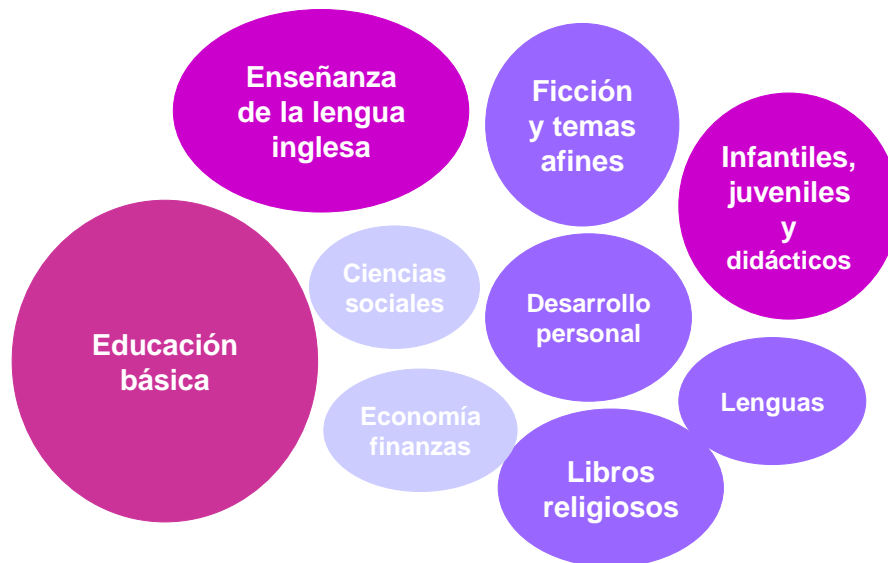 Enseñanza
de la lengua
inglesa
Ficción
y temas
afines
Infantiles,
juveniles
y
didácticos
Ciencias
sociales
Desarrollo
personal
Educación
básica
Economía
finanzas
Lenguas
Libros
religiosos